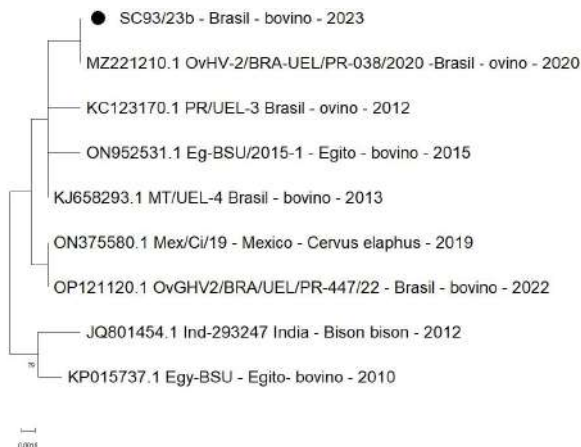 SC93/23b - Brasil - bovino - 2023
MZ221210.1 OvHV-2/BRA-UEL/PR-038/2020 -Brasil - ovino - 2020
KC123170.1 PR/UEL-3 Brasil - ovino - 2012
ON952531.1 Eg-BSU/2015-1 - Egito - bovino - 2015
KJ658293.1 MT/UEL-4 Brasil - bovino - 2013
ON375580.1 Mex/Ci/19 - Mexico - Cervus elaphus - 2019
OP121120.1 OvGHV2/BRA/UEL/PR-447/22 - Brasil - bovino - 2022
JQ801454.1 Ind-293247 India - Bison bison - 2012
KP015737.1 Egy-BSU - Egito- bovino - 2010